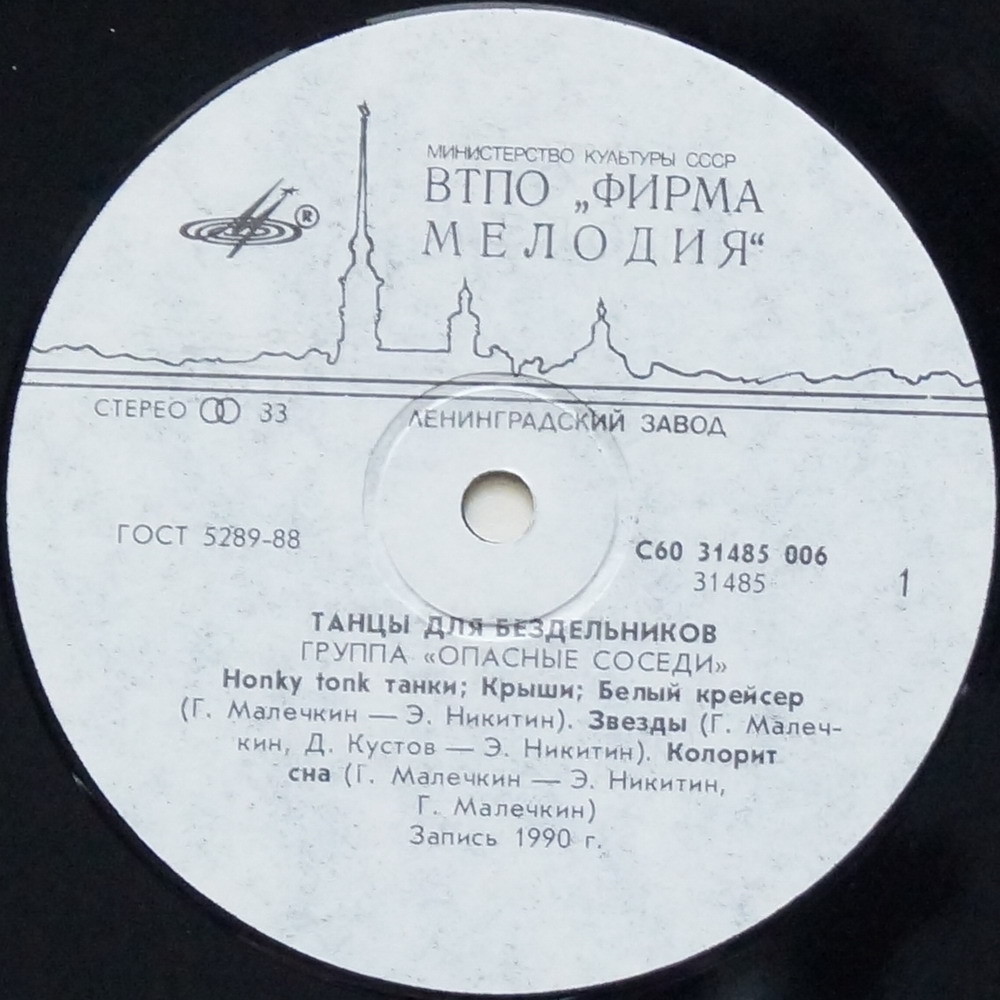 МИНИСТЕРСТВО КУЛЬТУРЫ СССР
ВТПО „ФИРМА
МЕЛОДИЯ“
®
СТЕРЕО 33
ЛЕНИНГРАДСКИЙ ЗАВОД
ГОСТ 5289-88
С60 31485 006
31485
1
ТАНЦЫ ДЛЯ БЕЗДЕЛЬНИКОВ
ГРУППА «ОПАСНЫЕ СОСЕДИ»
Honky tonk танки; Крыши; Белый крейсер
(Г. Малечкин — Э. Никитин). Звезды (Г. Малеч-
кин, Д. Кустов — Э. Никитин). Колорит
сна (Г. Малечкин — Э. Никитин,
Г. Малечкин)
Запись 1990 г.